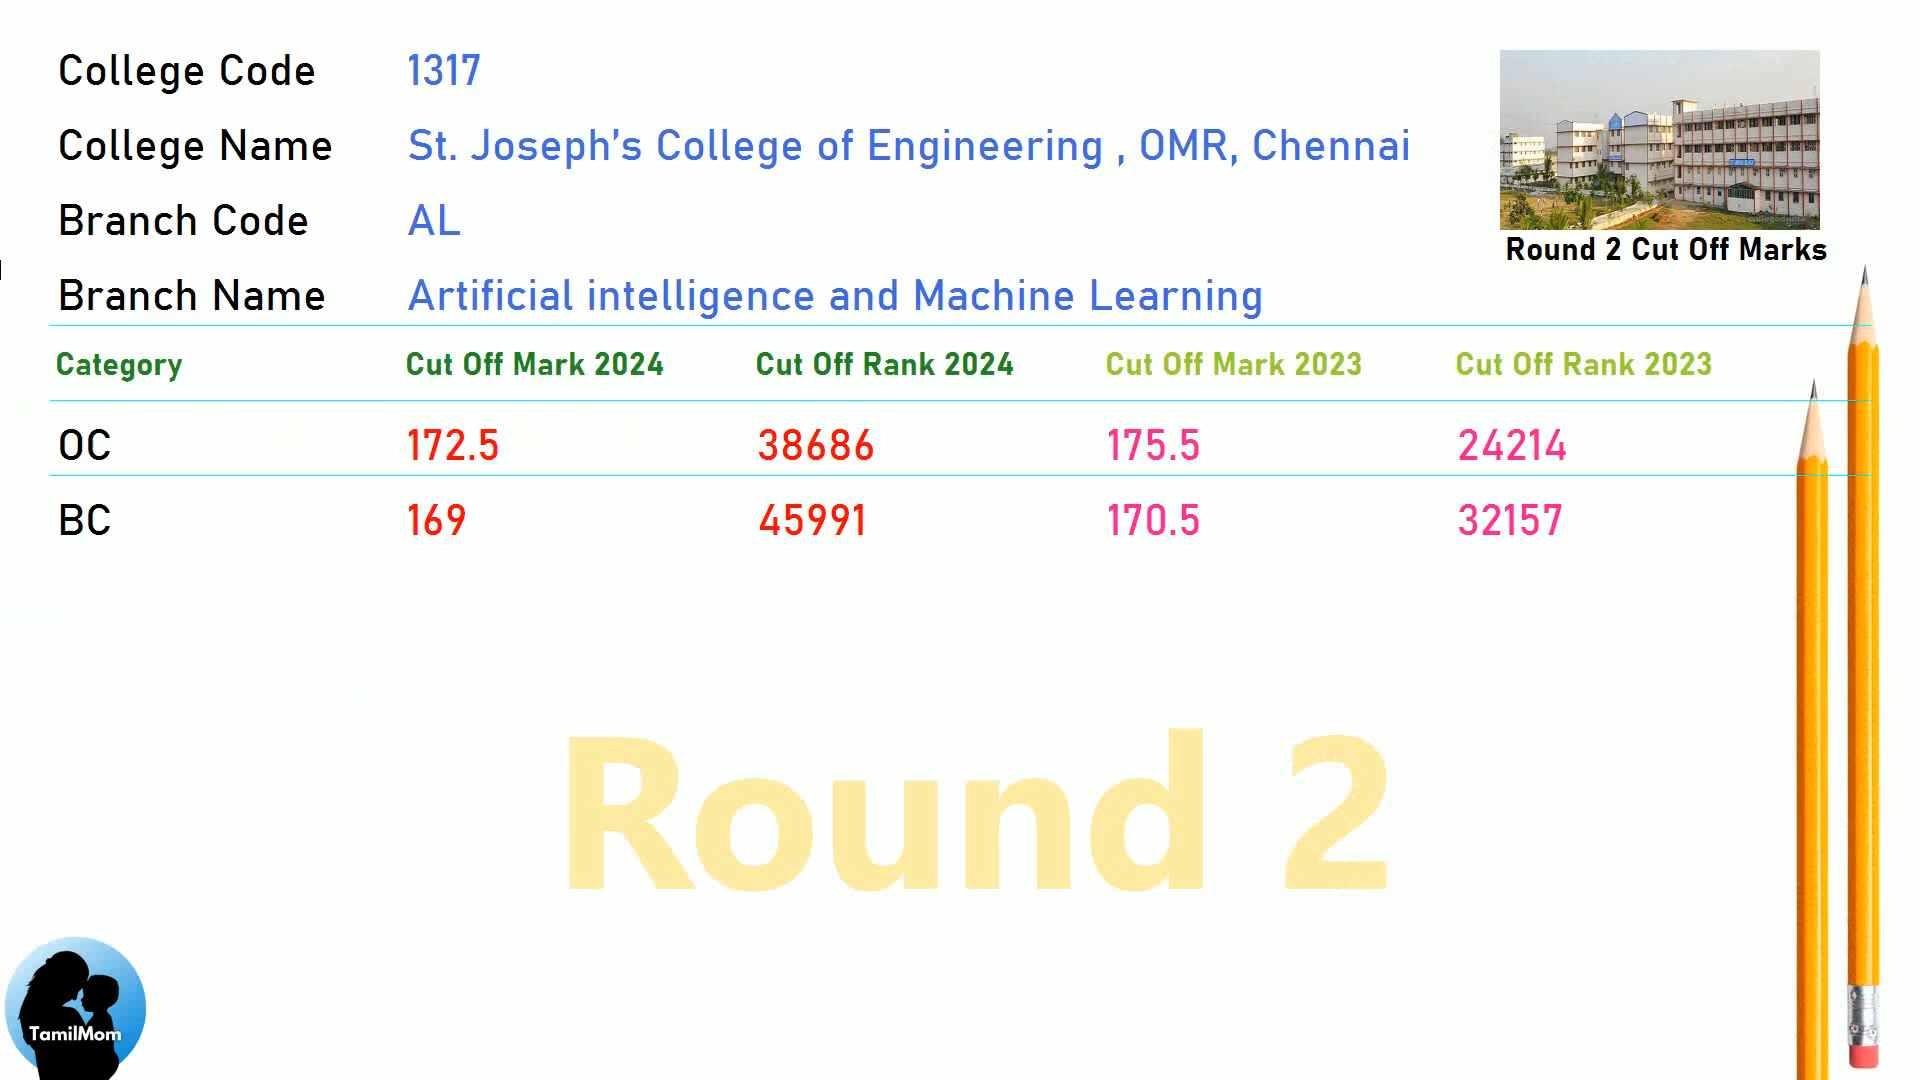 College Code 1317
College Name St. Joseph's College of Engineering , OMR, Chennai
Branch Code AL
Round 2 Cut Off Marks
Branch Name Artificial intelligence and Machine Learning
Category Cut Off Mark 2024 Cut Off Rank 2024 Cut Off Mark 2023 Cut Off Rank 2023
OC 172.5 38686 175.5 24214
BC 169 45991 170.5 32157
Round 2
TamilMom